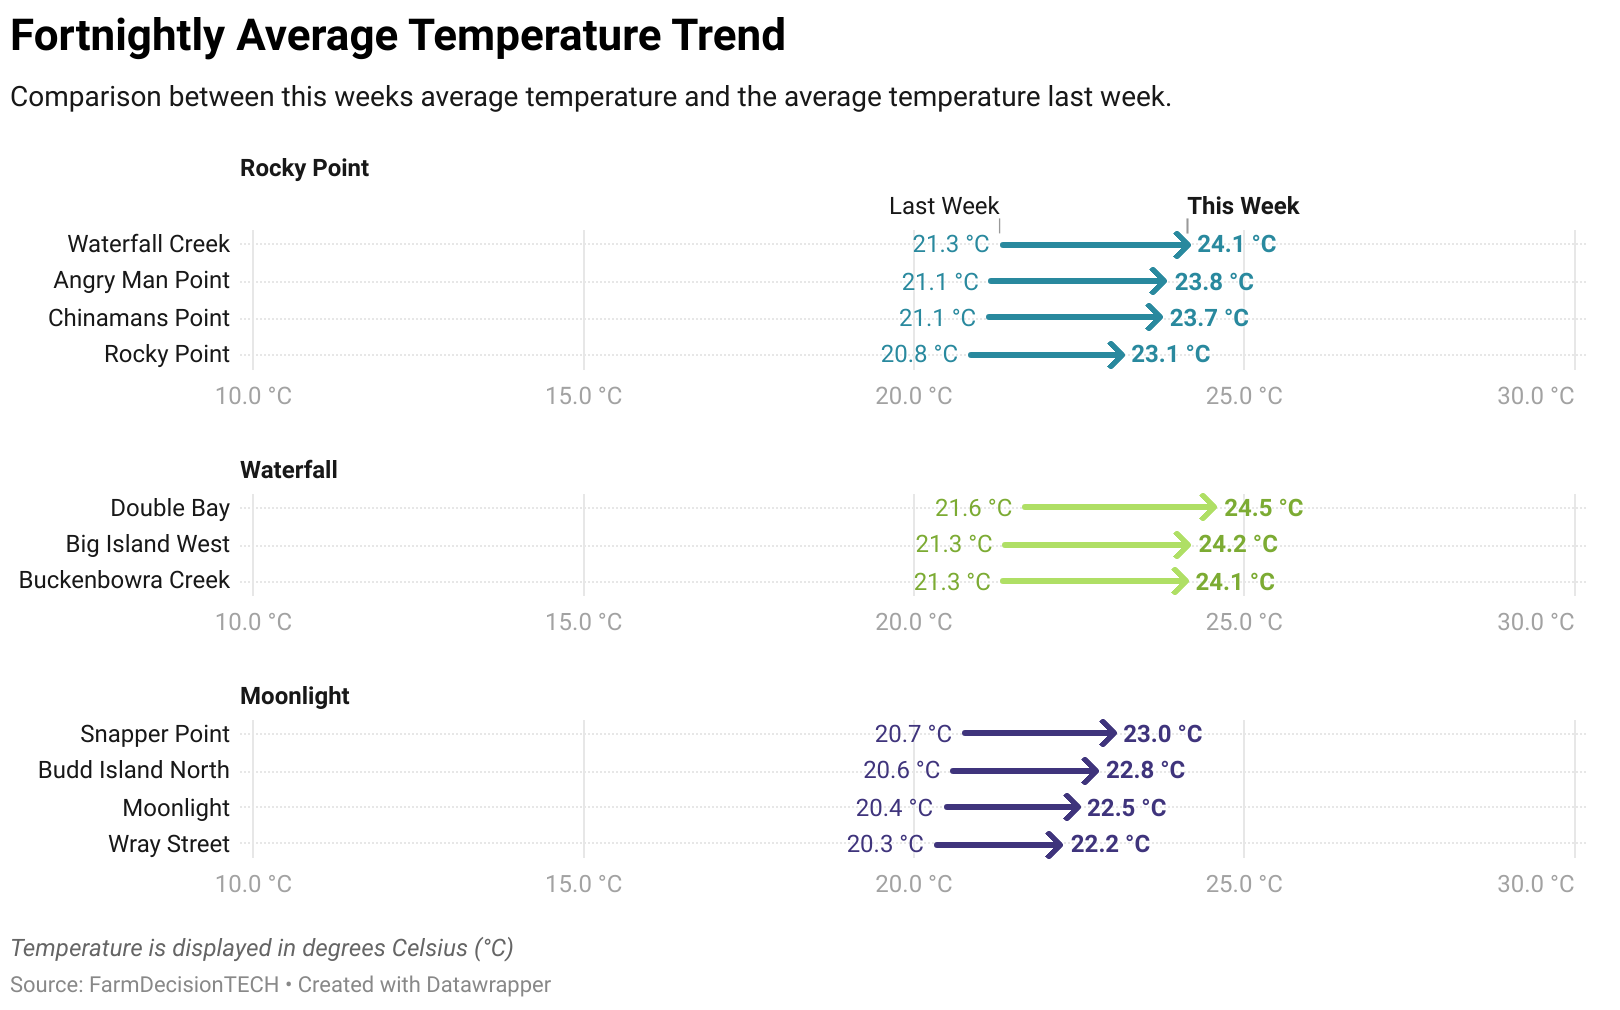 Fortnightly Average Temperature Trend
Comparison between this weeks average temperature and the average temperature last week.
Rocky Point
Last Week This Week
Waterfall Creek 21.3 °C 24.1 °C
Angry Man Point 21.1 °C 23.8 °C
Chinamans Point 21.1 °C 23.7 °C
Rocky Point 20.8 °C 23.1 °C
10.0 °C 15.0 °C 20.0 °C 25.0 °C 30.0 °C
Waterfall
Double Bay 21.6 °C 24.5 °C
Big Island West 21.3 °C 24.2 °C
Buckenbowra Creek 21.3 °C 24.1 °C
10.0 °C 15.0 °C 20.0 °C 25.0 °C 30.0 °C
Moonlight
Snapper Point 20.7 °C 23.0 °C
Budd Island North 20.6 °C 22.8 °C
Moonlight 20.4 °C 22.5 °C
Wray Street 20.3 °C 22.2 °C
10.0 °C 15.0 °C 20.0 °C 25.0 °C 30.0 °C
Temperature is displayed in degrees Celsius (°C)
Source: FarmDecisionTECH • Created with Datawrapper